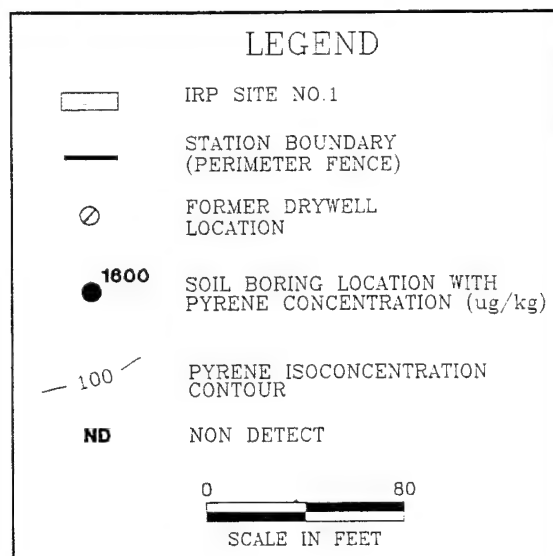 LEGEND
IRP SITE NO.1
STATION BOUNDARY
(PERIMETER FENCE)
FORMER DRYWELL
LOCATION
1600
SOIL BORING LOCATION WITH
PYRENE CONCENTRATION (ug/kg)
100
PYRENE ISOCONCENTRATION
CONTOUR
ND
NON DETECT
0 80
SCALE IN FEET